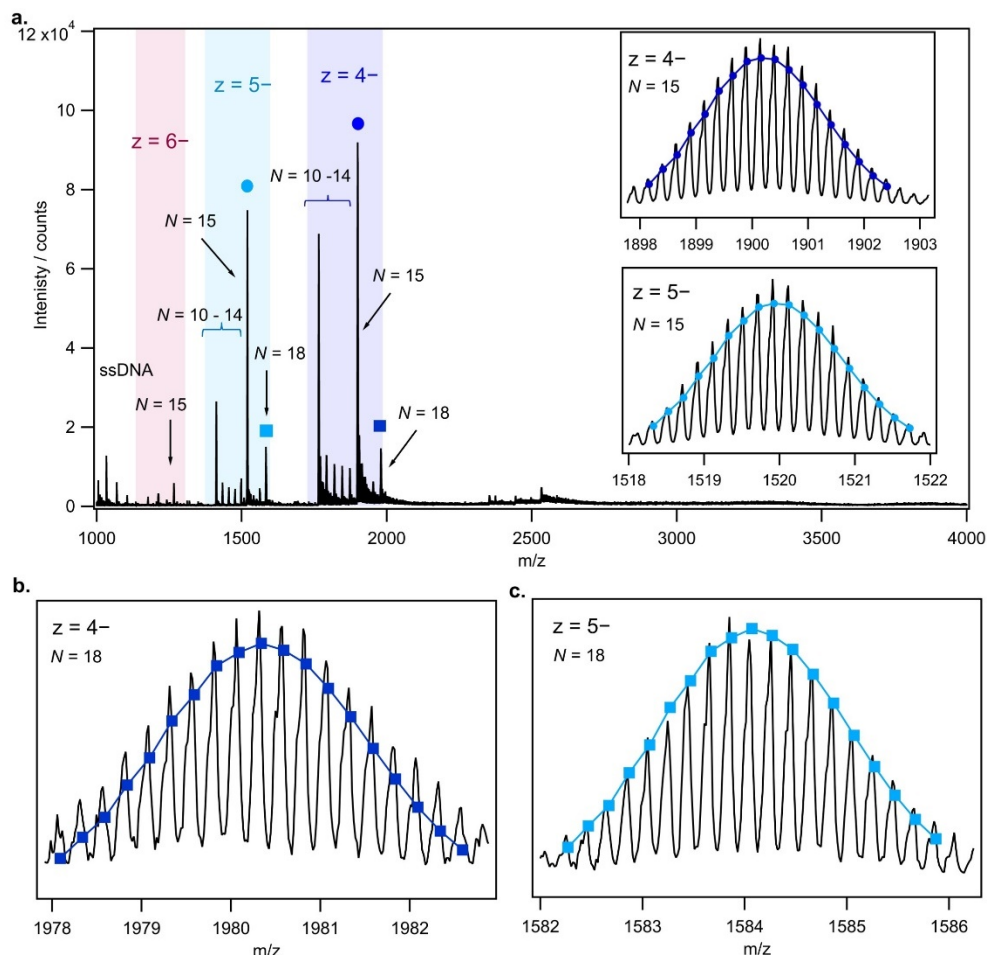 a.
12 x10⁴
10
8
6
4
2
0
Intenisty / counts
z = 6−
z = 5−
z = 4−
N = 15
N = 10 -14
N = 15
N = 10 - 14
N = 18
N = 18
ssDNA
N = 15
1000
1500
2000
2500
3000
3500
4000
m/z
z = 4−
N = 15
1898
1899
1900
1901
1902
1903
z = 5−
N = 15
1518
1519
1520
1521
1522
b.
z = 4−
N = 18
1978
1979
1980
1981
1982
m/z
c.
z = 5−
N = 18
1582
1583
1584
1585
1586
m/z